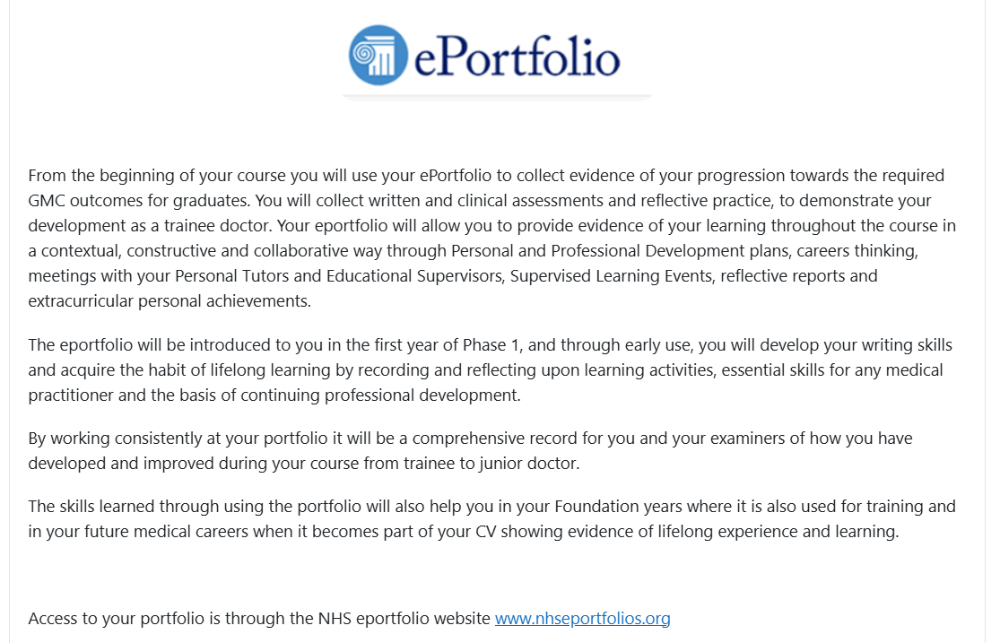 ePortfolio
From the beginning of your course you will use your ePortfolio to collect evidence of your progression towards the required
GMC outcomes for graduates. You will collect written and clinical assessments and reflective practice, to demonstrate your
development as a trainee doctor. Your eportfolio will allow you to provide evidence of your learning throughout the course in
a contextual, constructive and collaborative way through Personal and Professional Development plans, careers thinking,
meetings with your Personal Tutors and Educational Supervisors, Supervised Learning Events, reflective reports and
extracurricular personal achievements.
The eportfolio will be introduced to you in the first year of Phase 1, and through early use, you will develop your writing skills
and acquire the habit of lifelong learning by recording and reflecting upon learning activities, essential skills for any medical
practitioner and the basis of continuing professional development.
By working consistently at your portfolio it will be a comprehensive record for you and your examiners of how you have
developed and improved during your course from trainee to junior doctor.
The skills learned through using the portfolio will also help you in your Foundation years where it is also used for training and
in your future medical careers when it becomes part of your CV showing evidence of lifelong experience and learning.
Access to your portfolio is through the NHS eportfolio website www.nhseportfolios.org